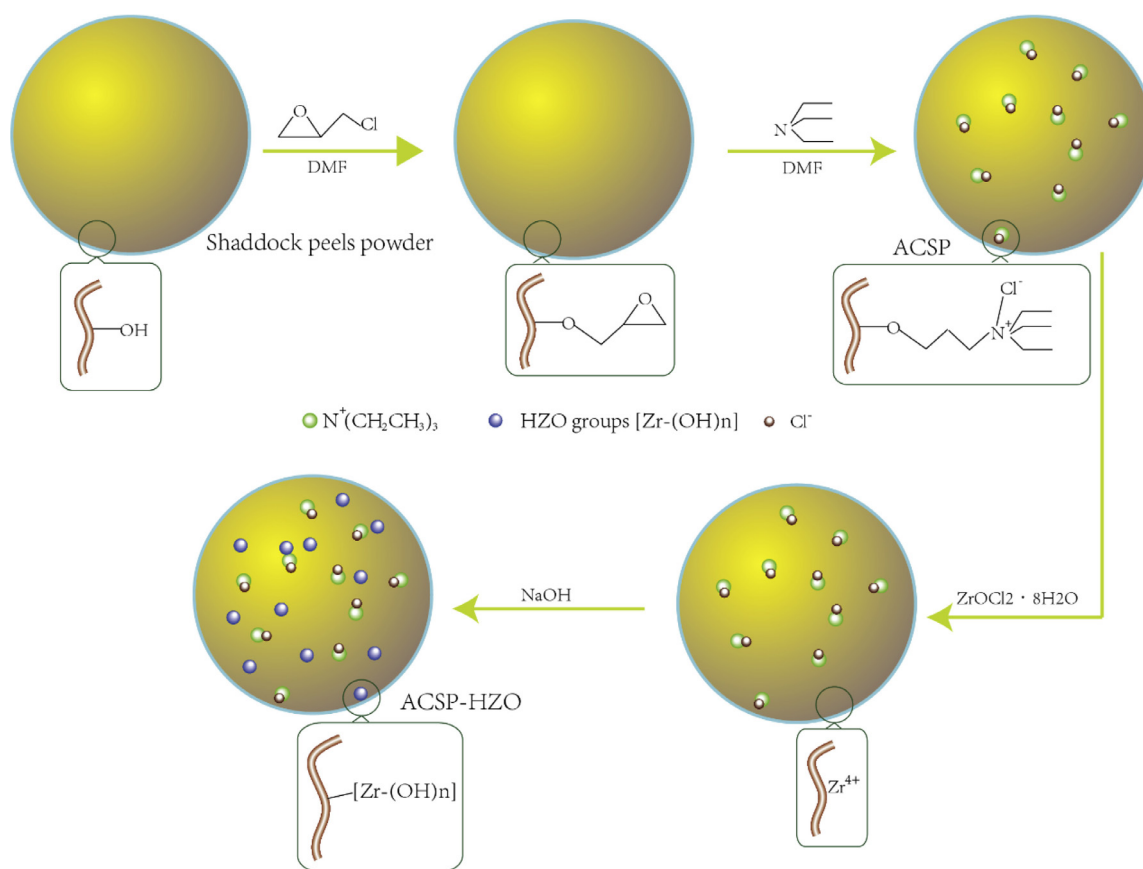 O
Cl
DMF
N
DMF
Shaddock peels powder
ACSP
OH
O
O
Cl⁻
O
N⁺
N⁺(CH₂CH₃)₃
HZO groups [Zr-(OH)n]
Cl⁻
NaOH
ZrOCl2 · 8H2O
ACSP-HZO
[Zr-(OH)n]
Zr⁴⁺